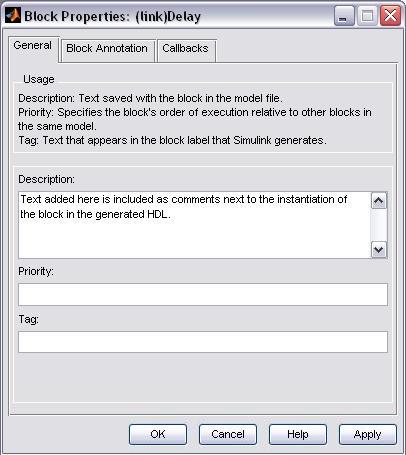 Block Properties: (link)Delay
General Block Annotation Callbacks
Usage
Description: Text saved with the block in the model file.
Priority: Specifies the block's order of execution relative to other blocks in
the same model.
Tag: Text that appears in the block label that Simulink generates.
Description:
Text added here is included as comments next to the instantiation of
the block in the generated HDL.
Priority:
Tag:
OK Cancel Help Apply